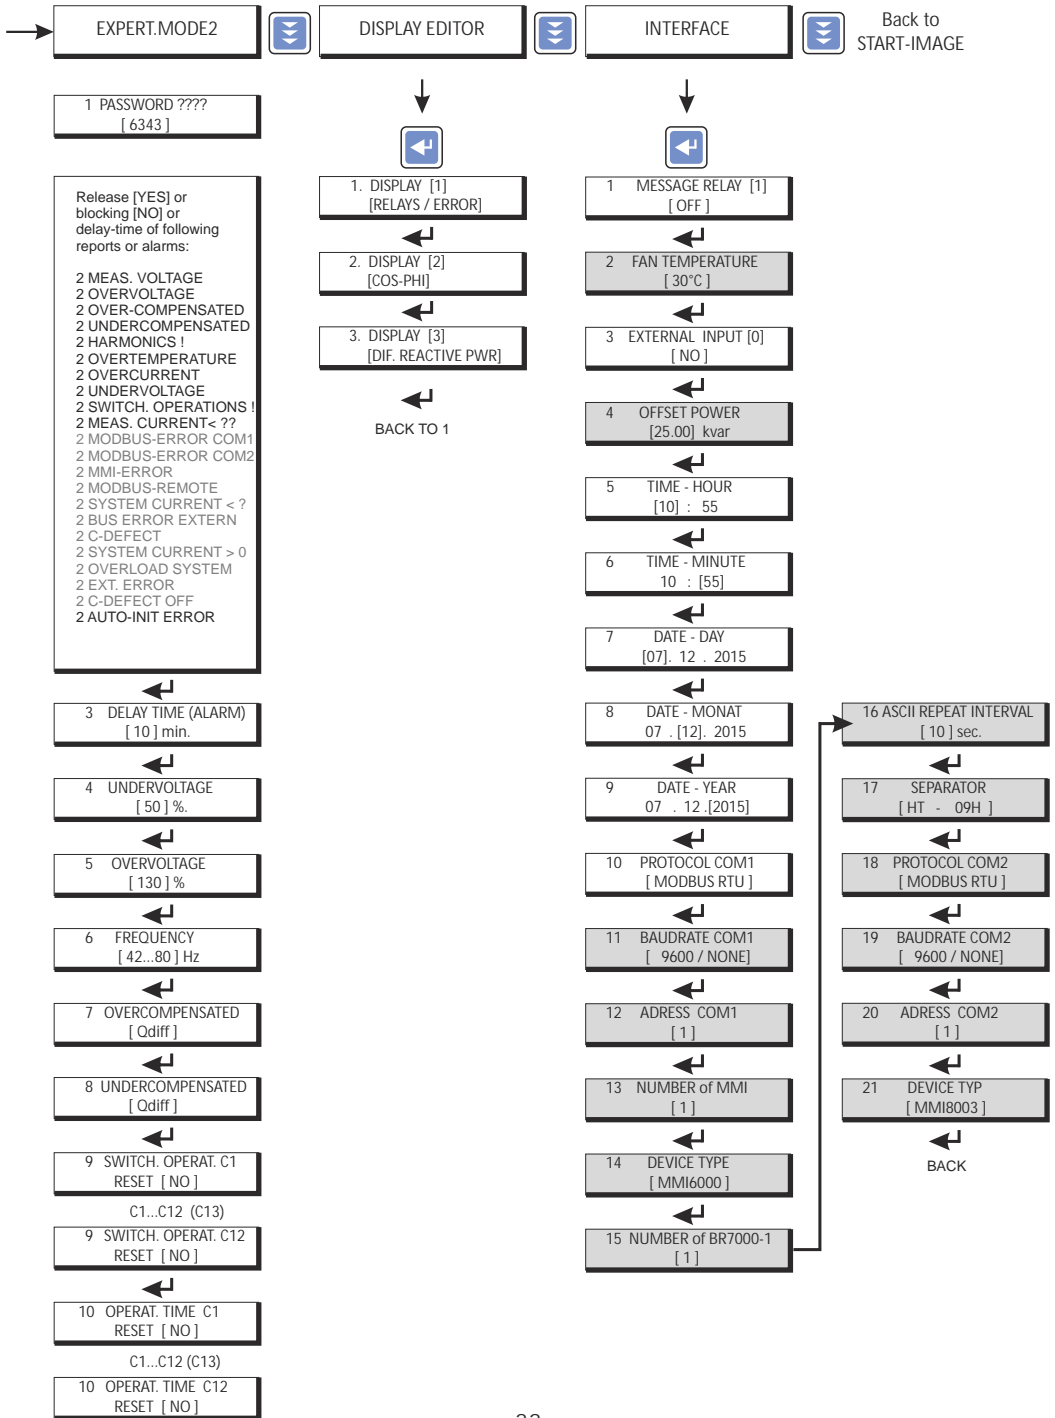 EXPERT.MODE2
DISPLAY EDITOR
INTERFACE
Back to
START-IMAGE
1 PASSWORD ????
[ 6343 ]
Release [YES] or
blocking [NO] or
delay-time of following
reports or alarms:
2 MEAS. VOLTAGE
2 OVERVOLTAGE
2 OVER-COMPENSATED
2 UNDERCOMPENSATED
2 HARMONICS !
2 OVERTEMPERATURE
2 OVERCURRENT
2 UNDERVOLTAGE
2 SWITCH. OPERATIONS !
2 MEAS. CURRENT< ??
2 MODBUS-ERROR COM1
2 MODBUS-ERROR COM2
2 MMI-ERROR
2 MODBUS-REMOTE
2 SYSTEM CURRENT < ?
2 BUS ERROR EXTERN
2 C-DEFECT
2 SYSTEM CURRENT > 0
2 OVERLOAD SYSTEM
2 EXT. ERROR
2 C-DEFECT OFF
2 AUTO-INIT ERROR
3 DELAY TIME (ALARM)
[ 10 ] min.
4 UNDERVOLTAGE
[ 50 ] %.
5 OVERVOLTAGE
[ 130 ] %
6 FREQUENCY
[ 42...80 ] Hz
7 OVERCOMPENSATED
[ Qdiff ]
8 UNDERCOMPENSATED
[ Qdiff ]
9 SWITCH. OPERAT. C1
RESET [ NO ]
C1...C12 (C13)
9 SWITCH. OPERAT. C12
RESET [ NO ]
10 OPERAT. TIME C1
RESET [ NO ]
C1...C12 (C13)
10 OPERAT. TIME C12
RESET [ NO ]
1. DISPLAY [1]
[RELAYS / ERROR]
2. DISPLAY [2]
[COS-PHI]
3. DISPLAY [3]
[DIF. REACTIVE PWR]
BACK TO 1
1 MESSAGE RELAY [1]
[ OFF ]
2 FAN TEMPERATURE
[ 30°C ]
3 EXTERNAL INPUT [0]
[ NO ]
4 OFFSET POWER
[25.00] kvar
5 TIME - HOUR
[10] : 55
6 TIME - MINUTE
10 : [55]
7 DATE - DAY
[07]. 12 . 2015
8 DATE - MONAT
07 . [12]. 2015
9 DATE - YEAR
07 . 12 .[2015]
10 PROTOCOL COM1
[ MODBUS RTU ]
11 BAUDRATE COM1
[ 9600 / NONE]
12 ADRESS COM1
[ 1 ]
13 NUMBER of MMI
[ 1 ]
14 DEVICE TYPE
[ MMI6000 ]
15 NUMBER of BR7000-1
[ 1 ]
16 ASCII REPEAT INTERVAL
[ 10 ] sec.
17 SEPARATOR
[ HT - 09H ]
18 PROTOCOL COM2
[ MODBUS RTU ]
19 BAUDRATE COM2
[ 9600 / NONE]
20 ADRESS COM2
[ 1 ]
21 DEVICE TYP
[ MMI8003 ]
BACK